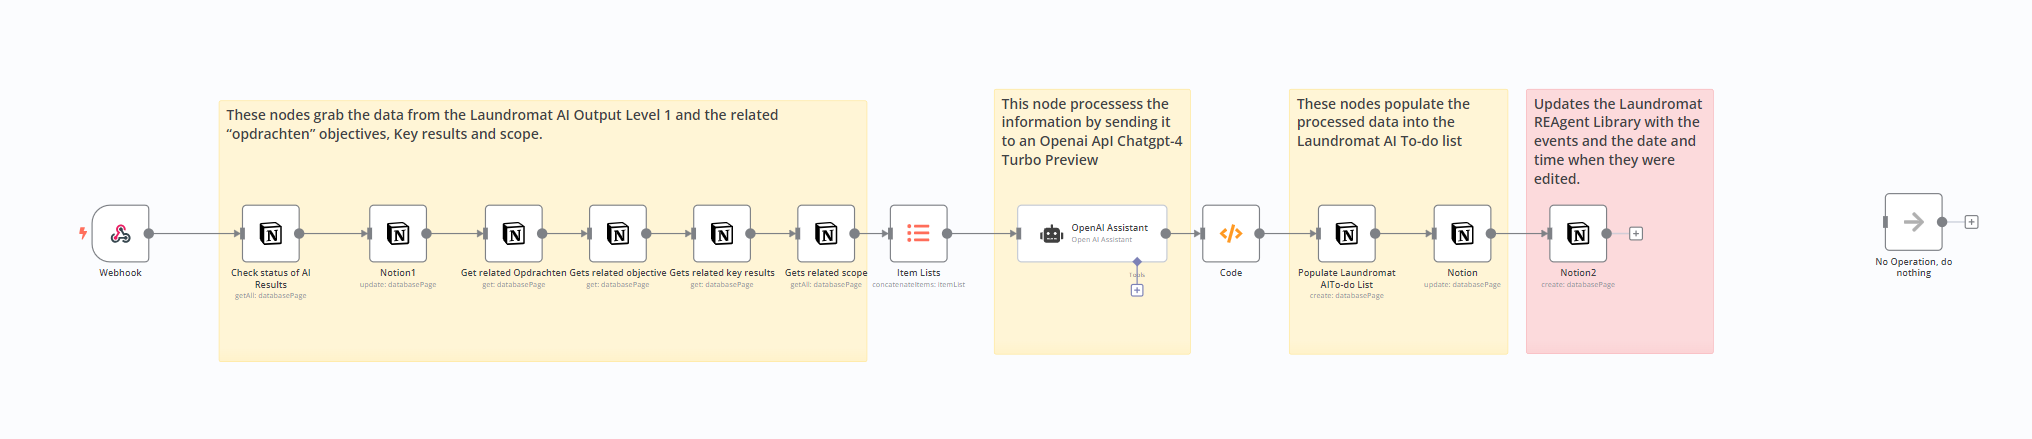 These nodes grab the data from the Laundromat AI Output Level 1 and the related
“opdrachten” objectives, Key results and scope.
This node processess the
information by sending it
to an Openai ApI Chatgpt-4
Turbo Preview
These nodes populate the
processed data into the
Laundromat AI To-do list
Updates the Laundromat
REAgent Library with the
events and the date and
time when they were
edited.
Webhook
Check status of AI
Results
getAll: databasePage
Notion1
update: databasePage
Get related Opdrachten
get: databasePage
Gets related objective
get: databasePage
Gets related key results
get: databasePage
Gets related scope
getAll: databasePage
Item Lists
concatenateItems: itemList
OpenAI Assistant
Open AI Assistant
Tools
Code
Populate Laundromat
AITo-do List
create: databasePage
Notion
update: databasePage
Notion2
create: databasePage
No Operation, do
nothing